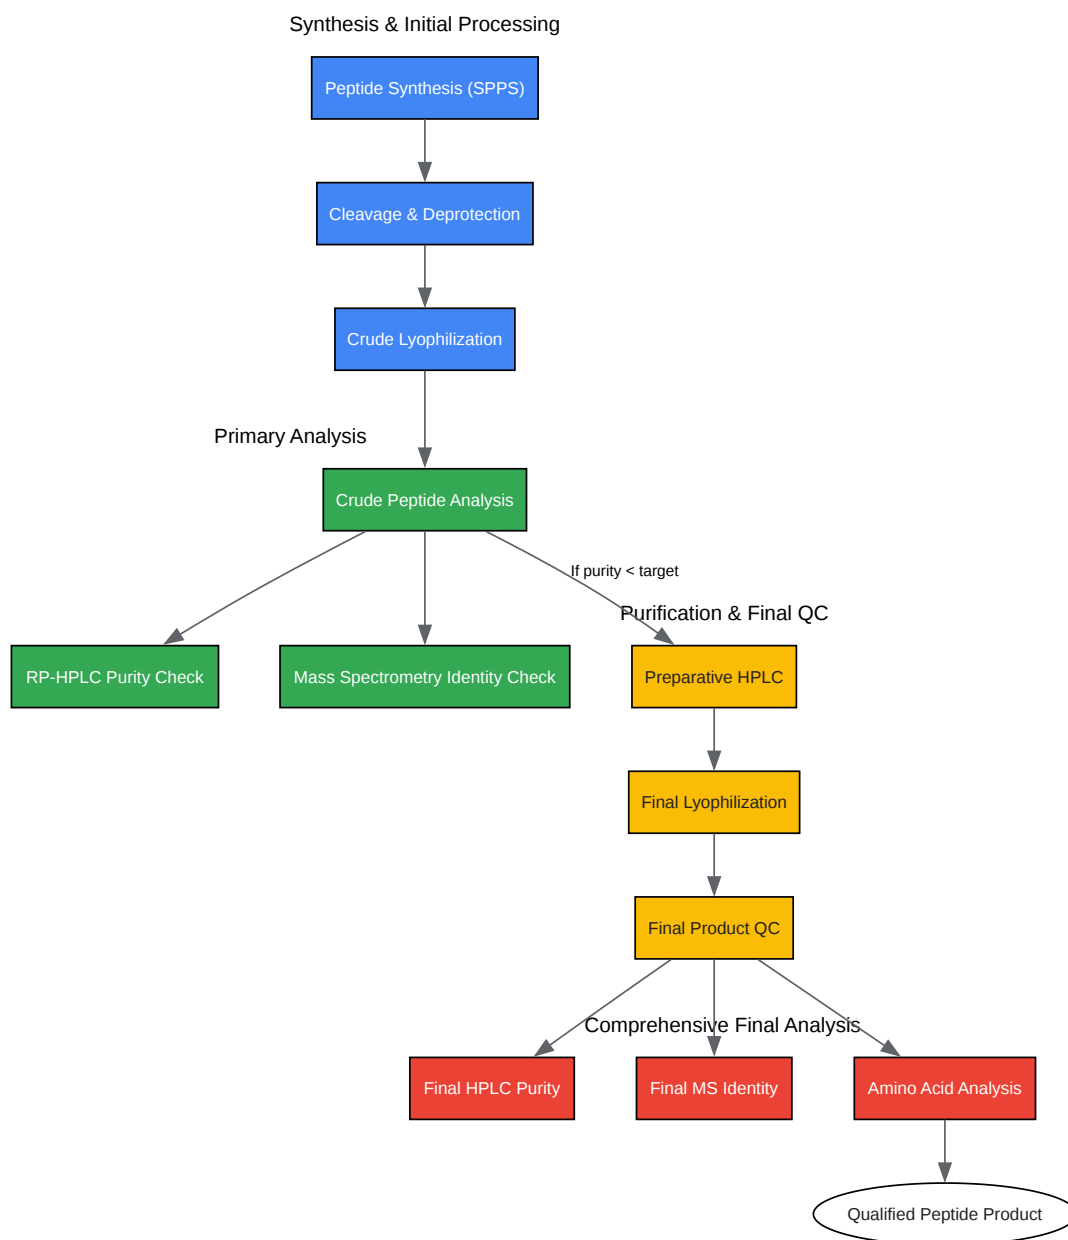 Synthesis & Initial Processing
Peptide Synthesis (SPPS)
Cleavage & Deprotection
Crude Lyophilization
Primary Analysis
Crude Peptide Analysis
If purity < target
Purification & Final QC
RP-HPLC Purity Check
Mass Spectrometry Identity Check
Preparative HPLC
Final Lyophilization
Final Product QC
Comprehensive Final Analysis
Final HPLC Purity
Final MS Identity
Amino Acid Analysis
Qualified Peptide Product